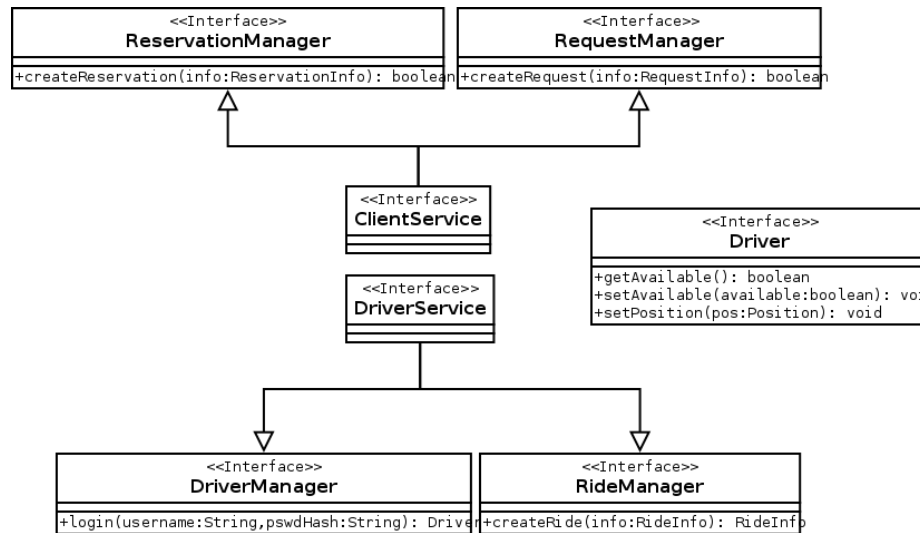 <<Interface>>
ReservationManager
+createReservation(info:ReservationInfo): boolean
<<Interface>>
RequestManager
+createRequest(info:RequestInfo): boolean
<<Interface>>
ClientService
<<Interface>>
Driver
+getAvailable(): boolean
+setAvailable(available:boolean): voi
+setPosition(pos:Position): void
<<Interface>>
DriverService
<<Interface>>
DriverManager
+login(username:String,pswdHash:String): Driver
<<Interface>>
RideManager
+createRide(info:RideInfo): RideInfo